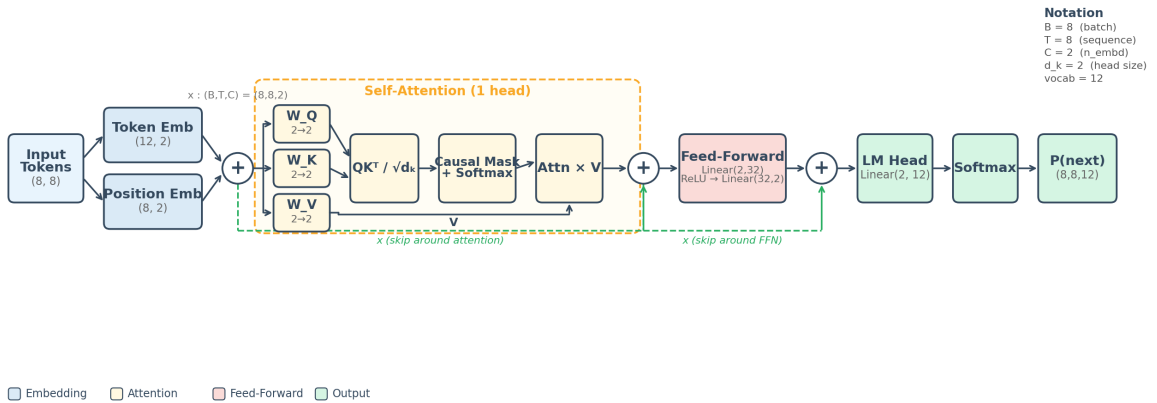 Notation
B = 8 (batch)
T = 8 (sequence)
C = 2 (n_embd)
d_k = 2 (head size)
vocab = 12
x : (B,T,C) = (8,8,2)
Self-Attention (1 head)
Input
Tokens
(8, 8)
Token Emb
(12, 2)
Position Emb
(8, 2)
+
W_Q
2→2
W_K
2→2
W_V
2→2
QKᵀ / √dₖ
Causal Mask
+ Softmax
Attn × V
V
+
Feed-Forward
Linear(2,32)
ReLU → Linear(32,2)
+
LM Head
Linear(2, 12)
Softmax
P(next)
(8,8,12)
x (skip around attention)
x (skip around FFN)
Embedding
Attention
Feed-Forward
Output